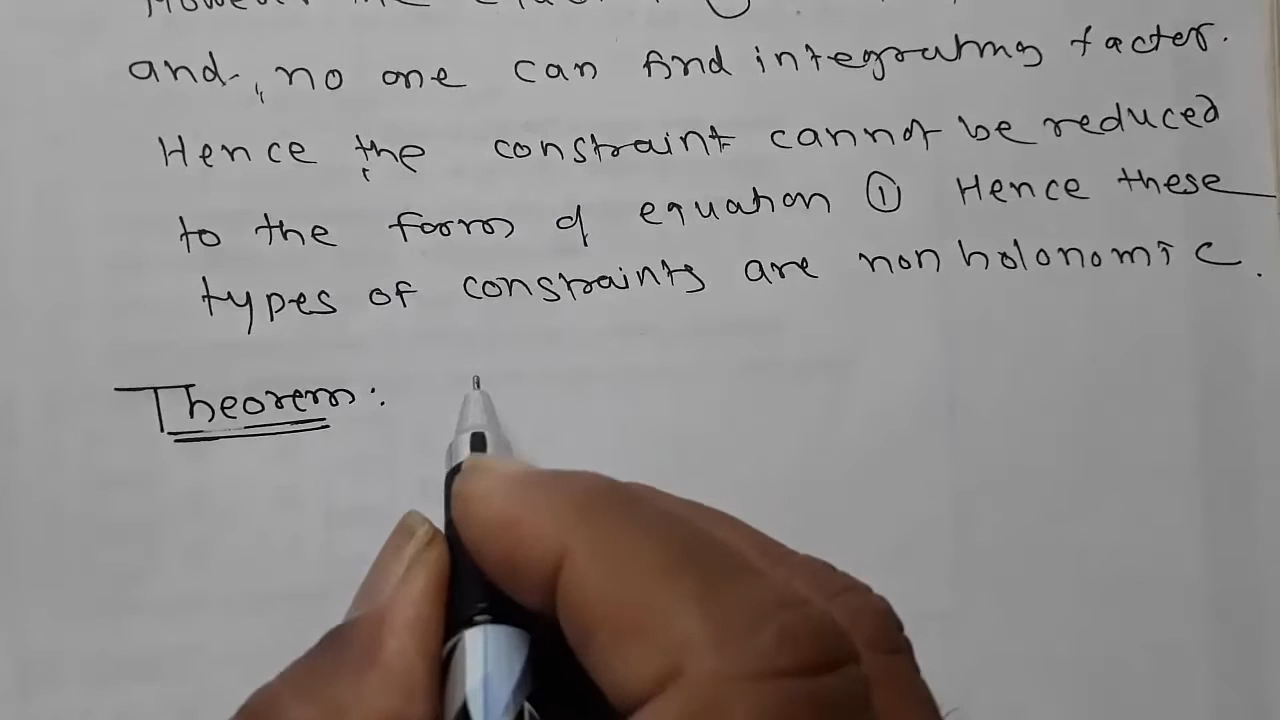 and, no one can find integrating facter.
Hence the constraint cannot be reduced
to the form of equation ① Hence these
types of constraints are non holonomic.
Theorem: